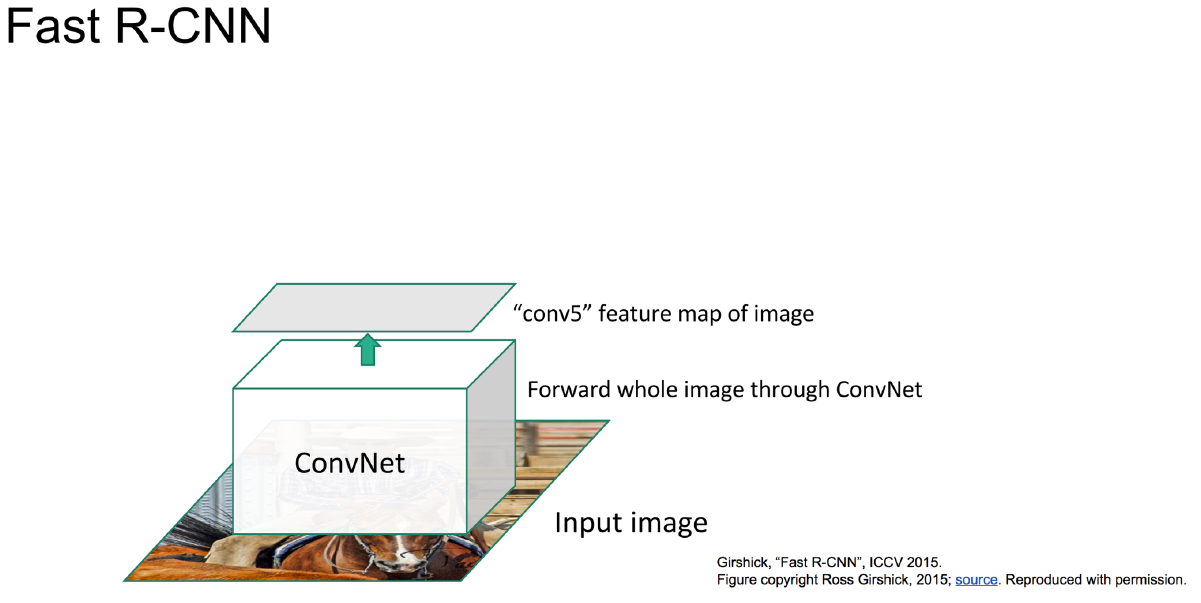 Fast R-CNN
“conv5” feature map of image
Forward whole image through ConvNet
ConvNet
Input image
Girshick, “Fast R-CNN”, ICCV 2015.
Figure copyright Ross Girshick, 2015; source. Reproduced with permission.